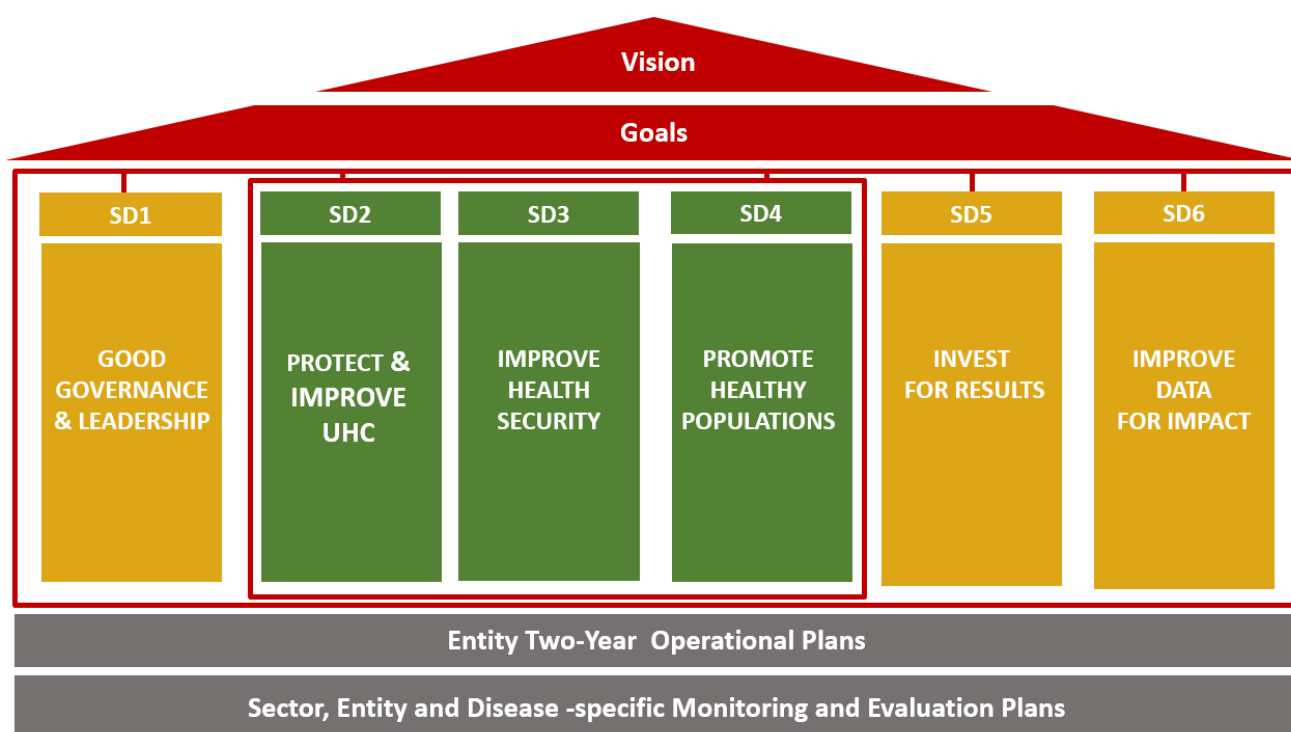 Vision
Goals
SD1
SD2
SD3
SD4
SD5
SD6
GOOD
GOVERNANCE
& LEADERSHIP
PROTECT &
IMPROVE
UHC
IMPROVE
HEALTH
SECURITY
PROMOTE
HEALTHY
POPULATIONS
INVEST
FOR RESULTS
IMPROVE
DATA
FOR IMPACT
Entity Two-Year Operational Plans
Sector, Entity and Disease -specific Monitoring and Evaluation Plans